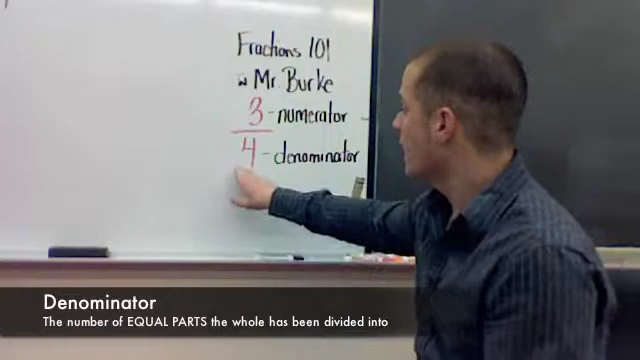 Fractions 101
w Mr. Burke
3 - numerator
4 - denominator
Denominator
The number of EQUAL PARTS the whole has been divided into